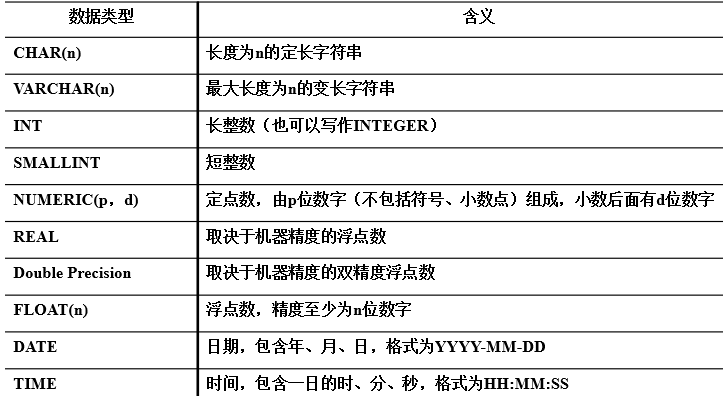 数据类型 含义
CHAR(n) 长度为n的定长字符串
VARCHAR(n) 最大长度为n的变长字符串
INT 长整数（也可以写作INTEGER）
SMALLINT 短整数
NUMERIC(p，d) 定点数，由p位数字（不包括符号、小数点）组成，小数后面有d位数字
REAL 取决于机器精度的浮点数
Double Precision 取决于机器精度的双精度浮点数
FLOAT(n) 浮点数，精度至少为n位数字
DATE 日期，包含年、月、日，格式为YYYY-MM-DD
TIME 时间，包含一日的时、分、秒，格式为HH:MM:SS